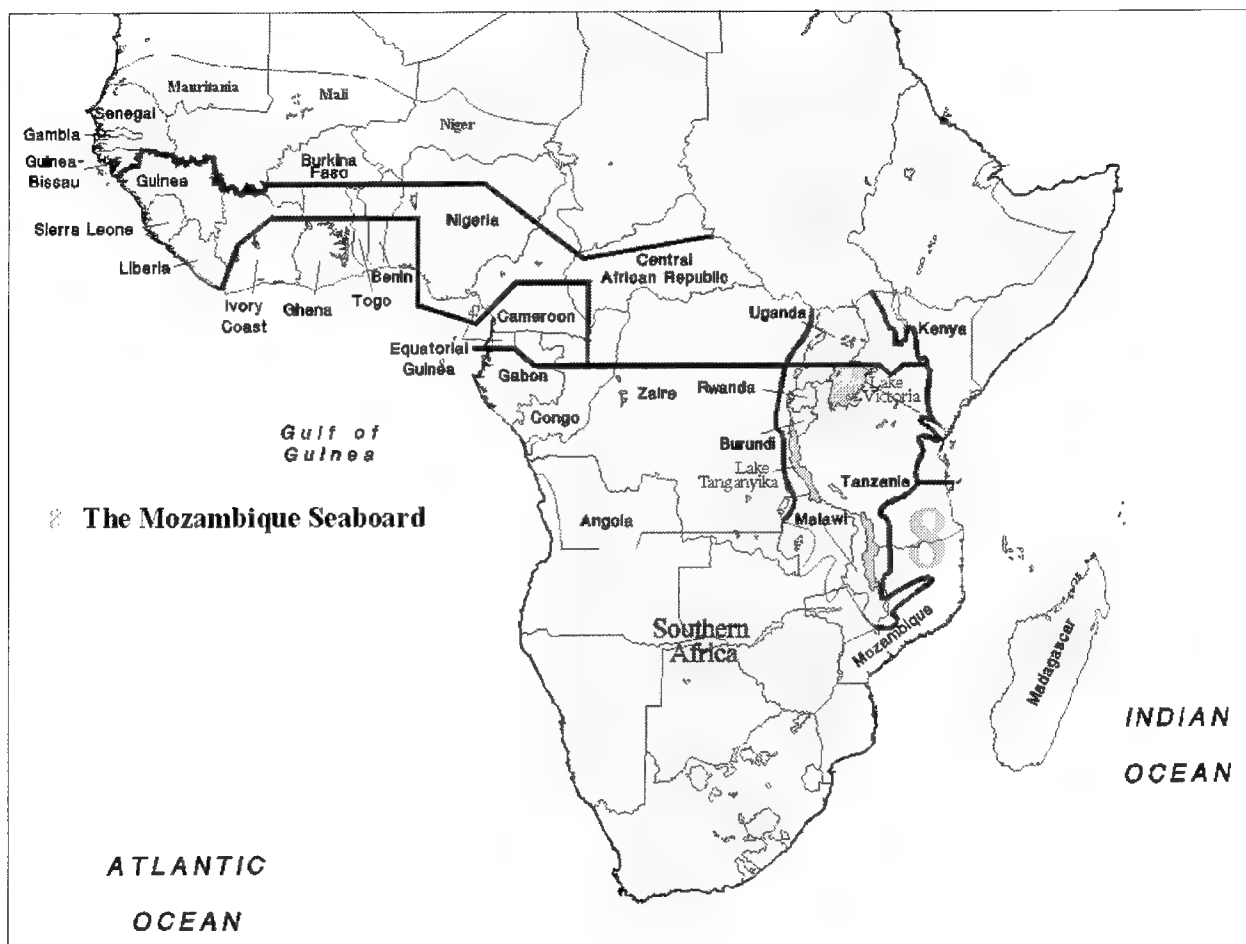 Mauritania
Mali
Niger
Senegal
Gambia
Guinea-
Bissau
Guinea
Burkina
Faso
Nigeria
Sierra Leone
Liberia
Ivory
Coast
Ghana
Togo
Benin
Central
African Republic
Cameroon
Uganda
Kenya
Equatorial
Guinea
Gabon
Zaire
Rwanda
Lake
Victoria
Congo
Gulf of
Guinea
Burundi
Lake
Tanganyika
Tanzania
8 The Mozambique Seaboard
Angola
Malawi
8
Southern
Africa
Mozambique
Madagascar
INDIAN
OCEAN
ATLANTIC
OCEAN